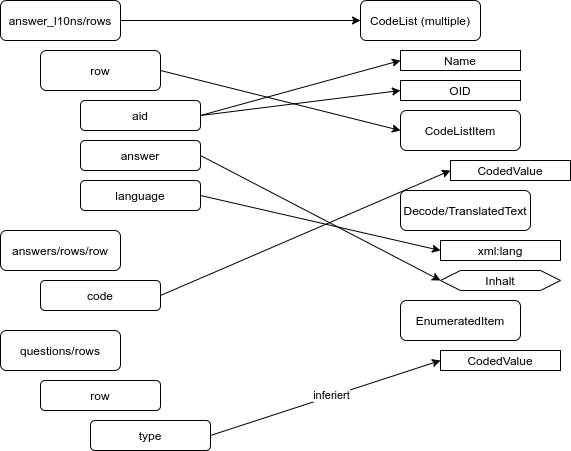 answer_l10ns/rows
CodeList (multiple)
row
Name
OID
aid
CodeListItem
answer
CodedValue
language
Decode/TranslatedText
answers/rows/row
xml:lang
code
Inhalt
EnumeratedItem
questions/rows
CodedValue
row
inferiert
type